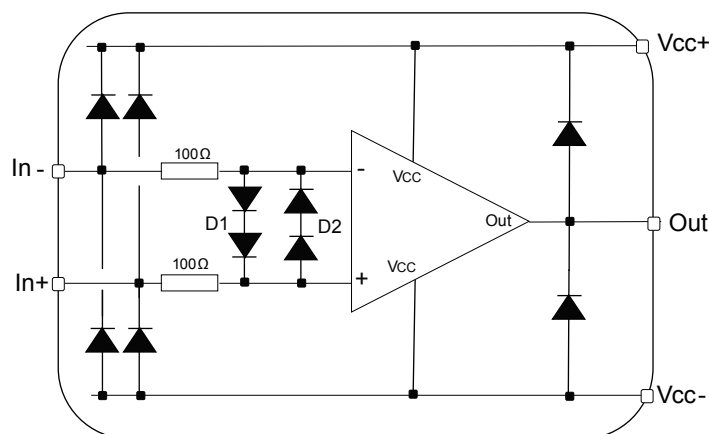 Vcc+
100Ω
In -
-
Vcc
D1
D2
Out
Out
100Ω
Vcc
In+
+
Vcc-